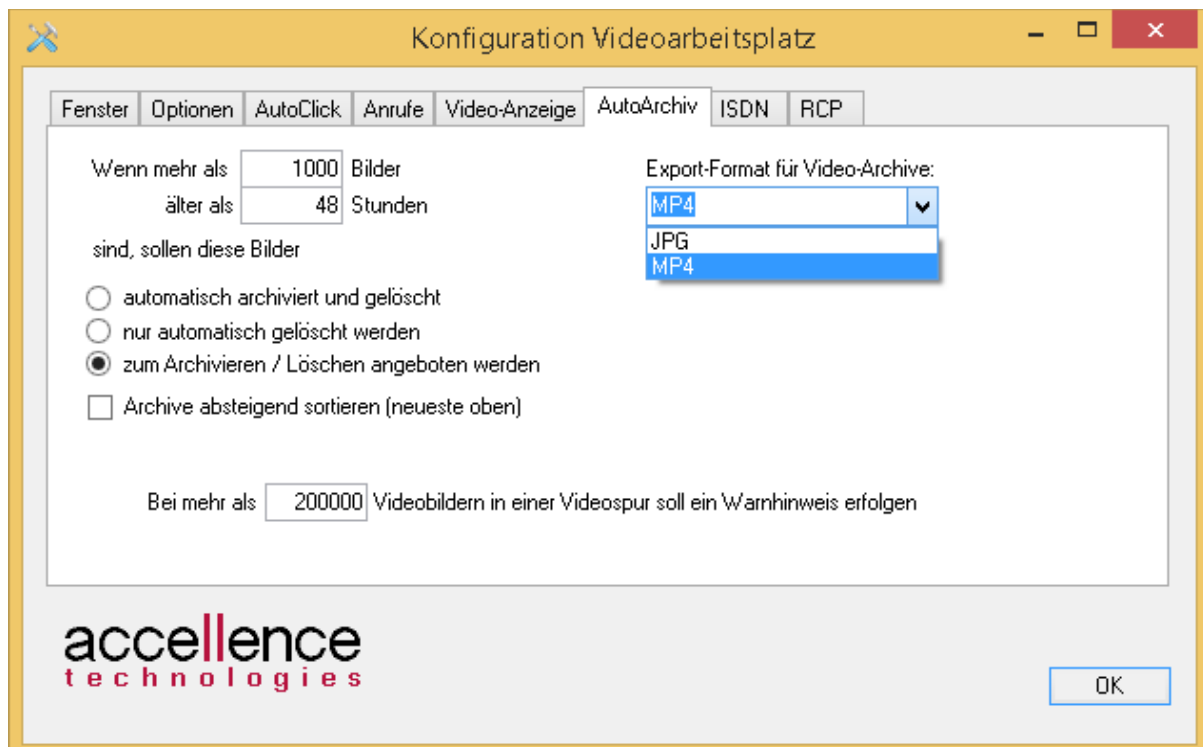 Konfiguration Videoarbeitsplatz
Fenster Optionen AutoClick Anrufe Video-Anzeige AutoArchiv ISDN RCP
Wenn mehr als 1000 Bilder
älter als 48 Stunden
sind, sollen diese Bilder
automatisch archiviert und gelöscht
nur automatisch gelöscht werden
zum Archivieren / Löschen angeboten werden
Archive absteigend sortieren (neueste oben)
Export-Format für Video-Archive:
MP4
JPG
MP4
Bei mehr als 200000 Videobildern in einer Videospur soll ein Warnhinweis erfolgen
accellence
technologies
OK